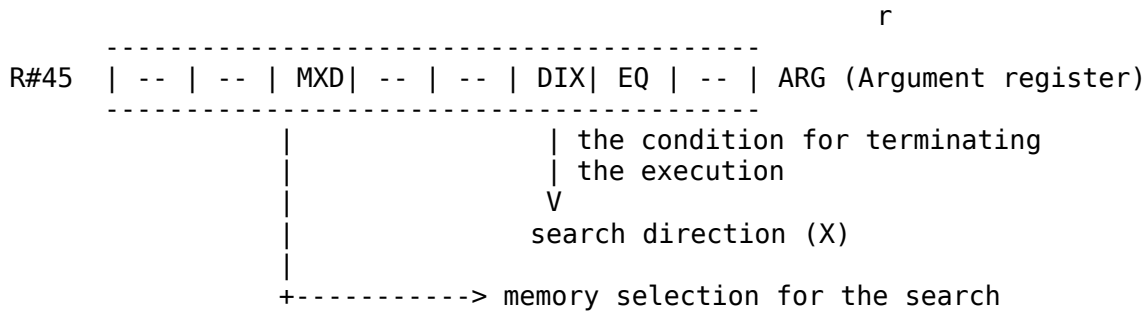 r
-----------------------------------------
R#45 | -- | -- | MXD| -- | -- | DIX| EQ | -- | ARG (Argument register)
-----------------------------------------
| | the condition for terminating
| | the execution
| V
| search direction (X)
|
+-----------> memory selection for the search